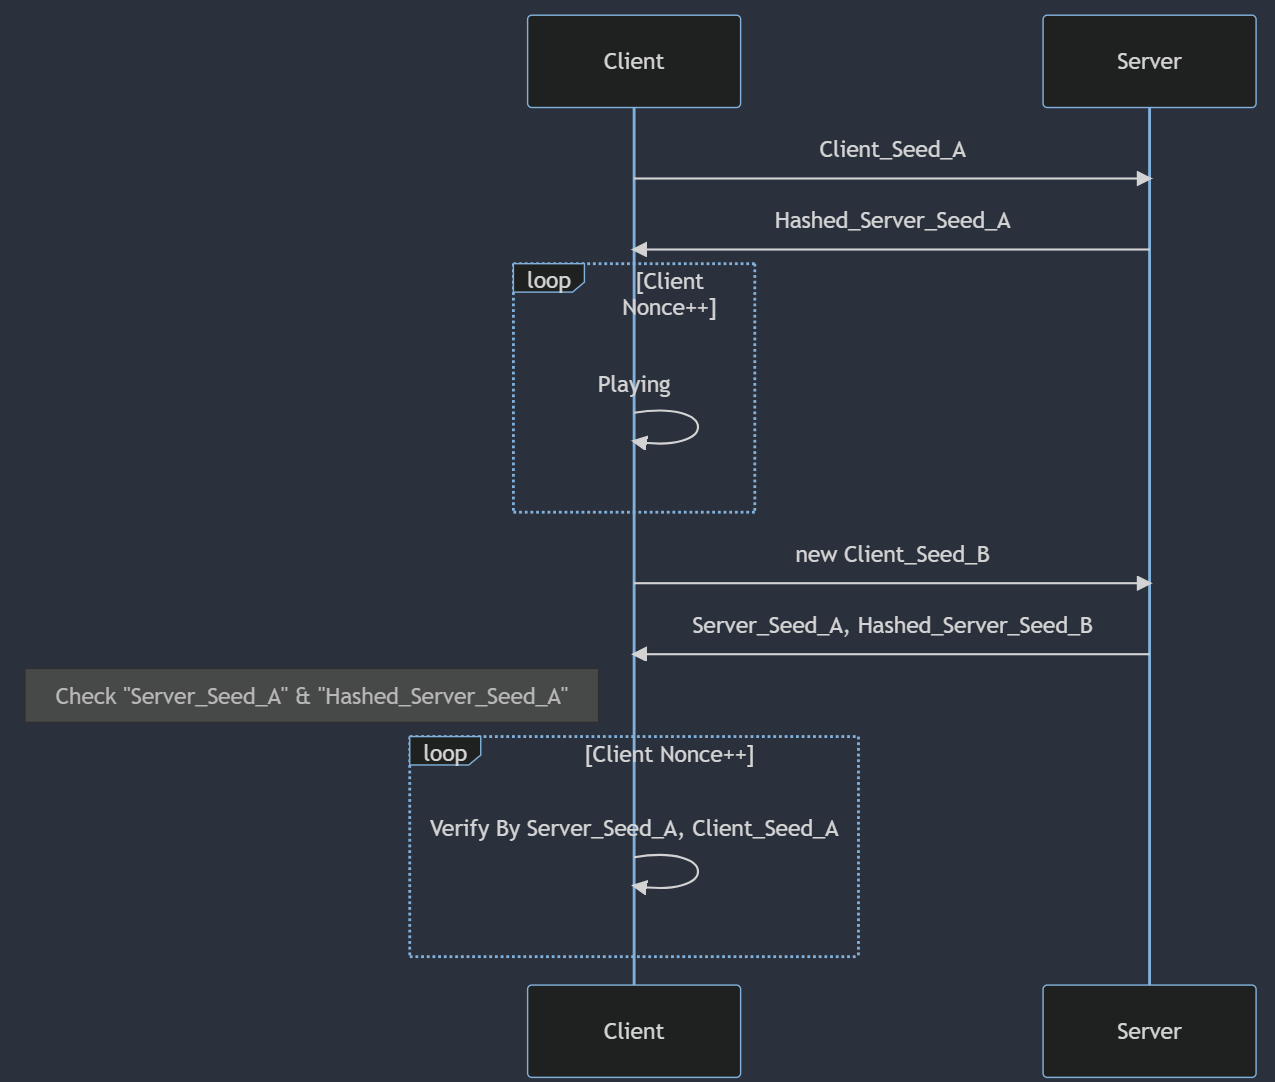 Client
Server
Client_Seed_A
Hashed_Server_Seed_A
loop
[Client
Nonce++]
Playing
new Client_Seed_B
Server_Seed_A, Hashed_Server_Seed_B
Check "Server_Seed_A" & "Hashed_Server_Seed_A"
loop
[Client Nonce++]
Verify By Server_Seed_A, Client_Seed_A
Client
Server